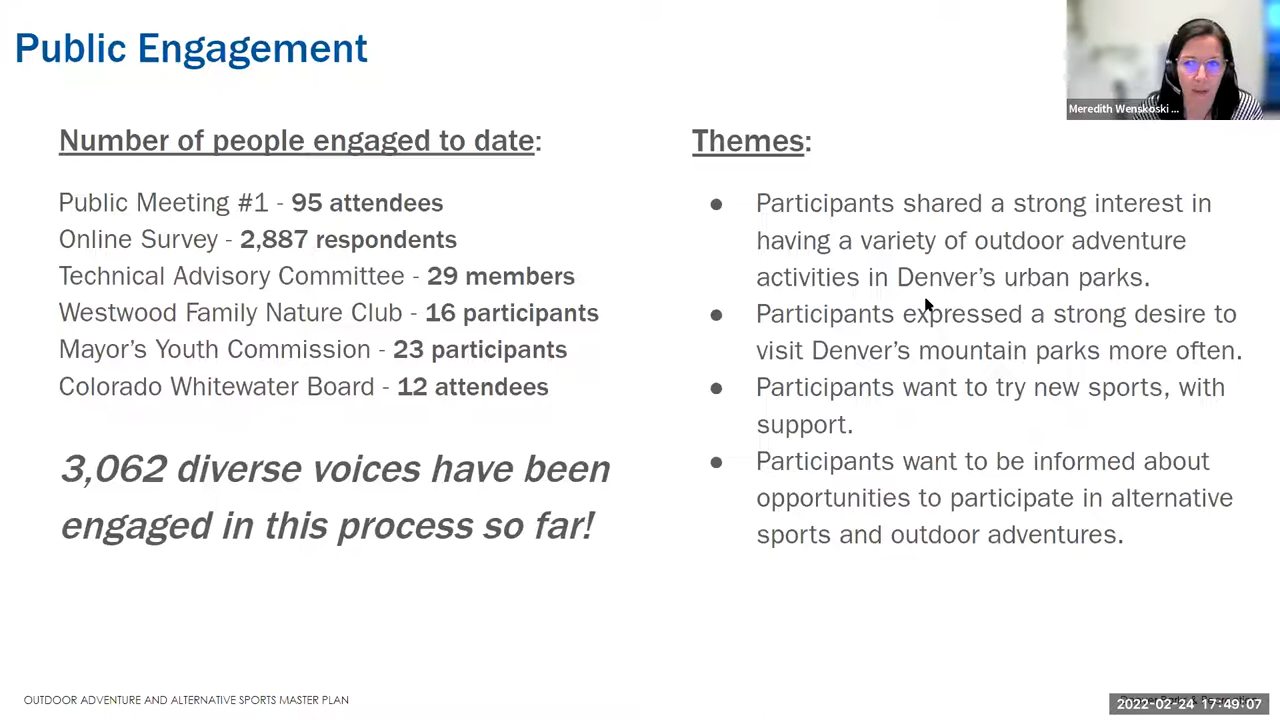 Public Engagement
Meredith Wenskoski ...
Number of people engaged to date:
Public Meeting #1 - 95 attendees
Online Survey - 2,887 respondents
Technical Advisory Committee - 29 members
Westwood Family Nature Club - 16 participants
Mayor’s Youth Commission - 23 participants
Colorado Whitewater Board - 12 attendees
3,062 diverse voices have been
engaged in this process so far!
Themes:
● Participants shared a strong interest in
having a variety of outdoor adventure
activities in Denver’s urban parks.
● Participants expressed a strong desire to
visit Denver’s mountain parks more often.
● Participants want to try new sports, with
support.
● Participants want to be informed about
opportunities to participate in alternative
sports and outdoor adventures.
OUTDOOR ADVENTURE AND ALTERNATIVE SPORTS MASTER PLAN
2022-02-24 17:49:07